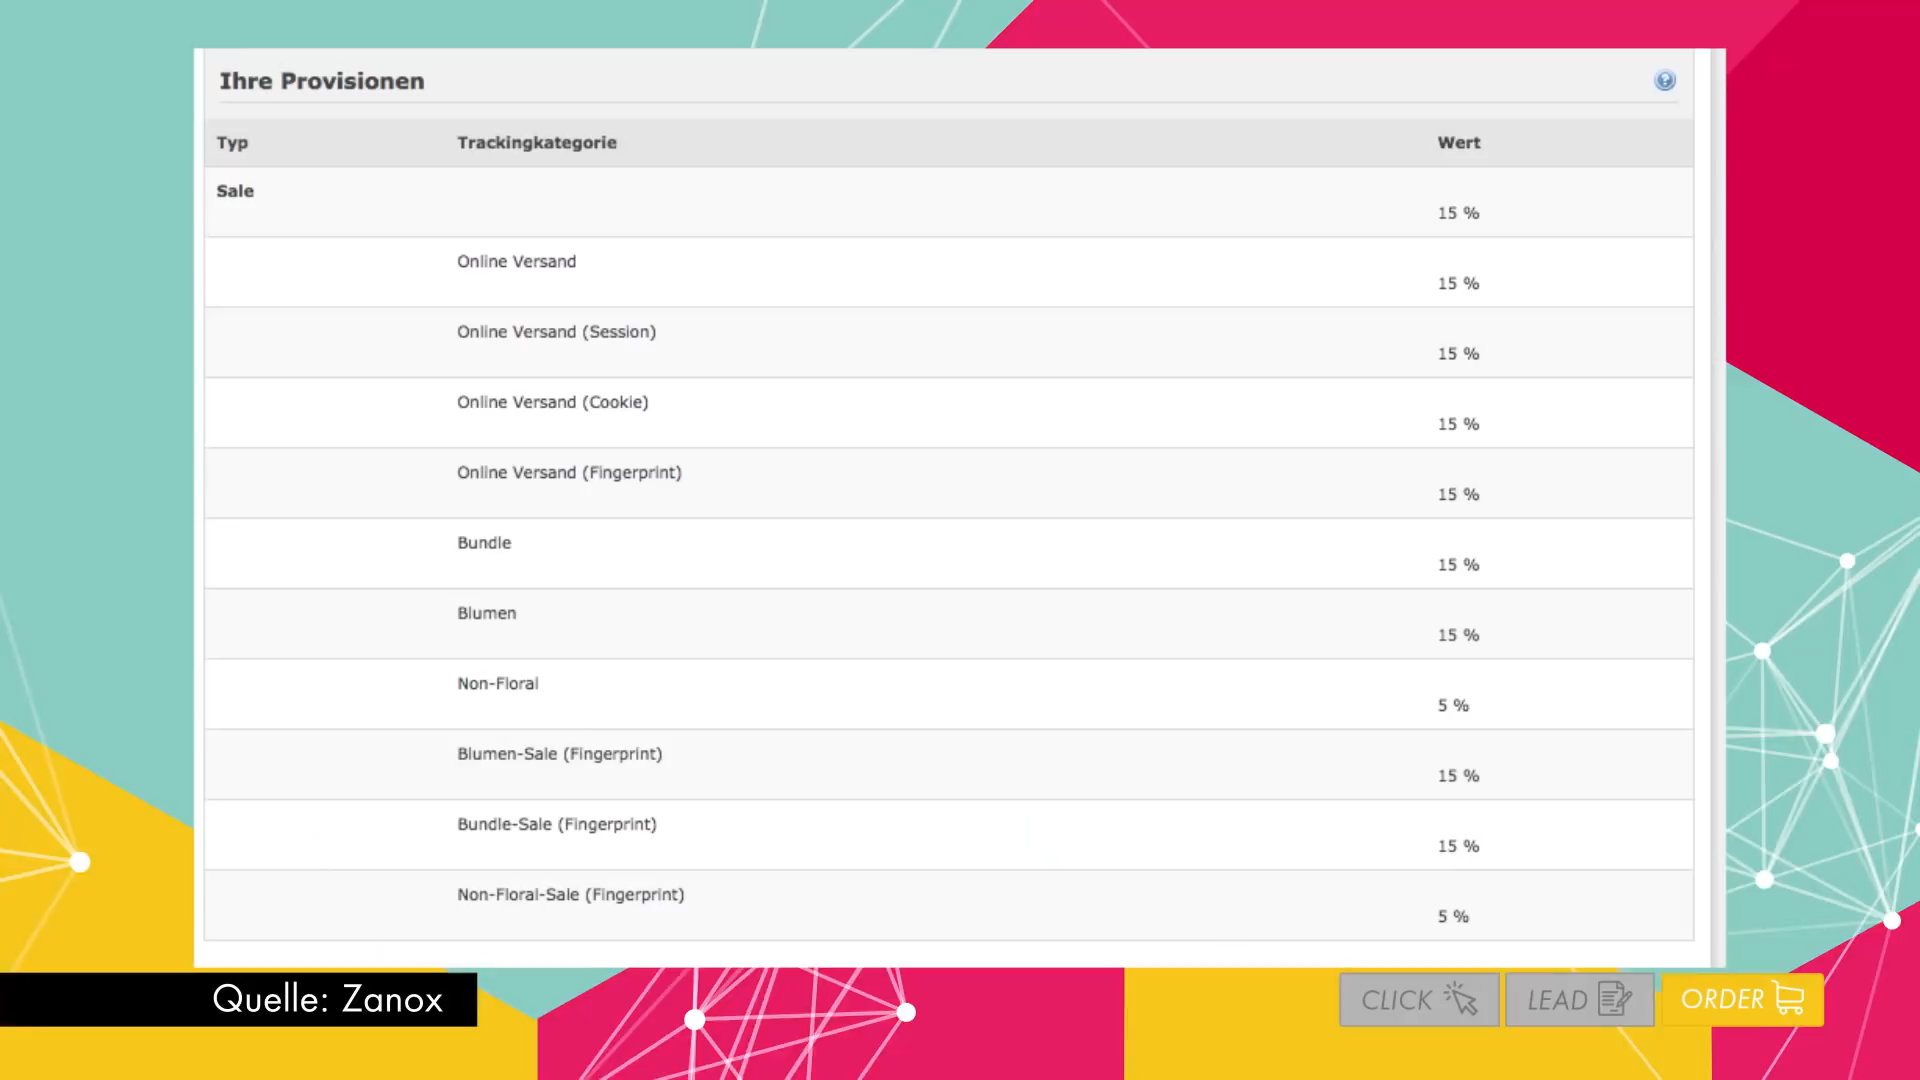 Ihre Provisionen
Typ Trackingkategorie Wert
Sale
15 %
Online Versand
15 %
Online Versand (Session)
15 %
Online Versand (Cookie)
15 %
Online Versand (Fingerprint)
15 %
Bundle
15 %
Blumen
15 %
Non-Floral
5 %
Blumen-Sale (Fingerprint)
15 %
Bundle-Sale (Fingerprint)
15 %
Non-Floral-Sale (Fingerprint)
5 %
Quelle: Zanox
CLICK LEAD ORDER